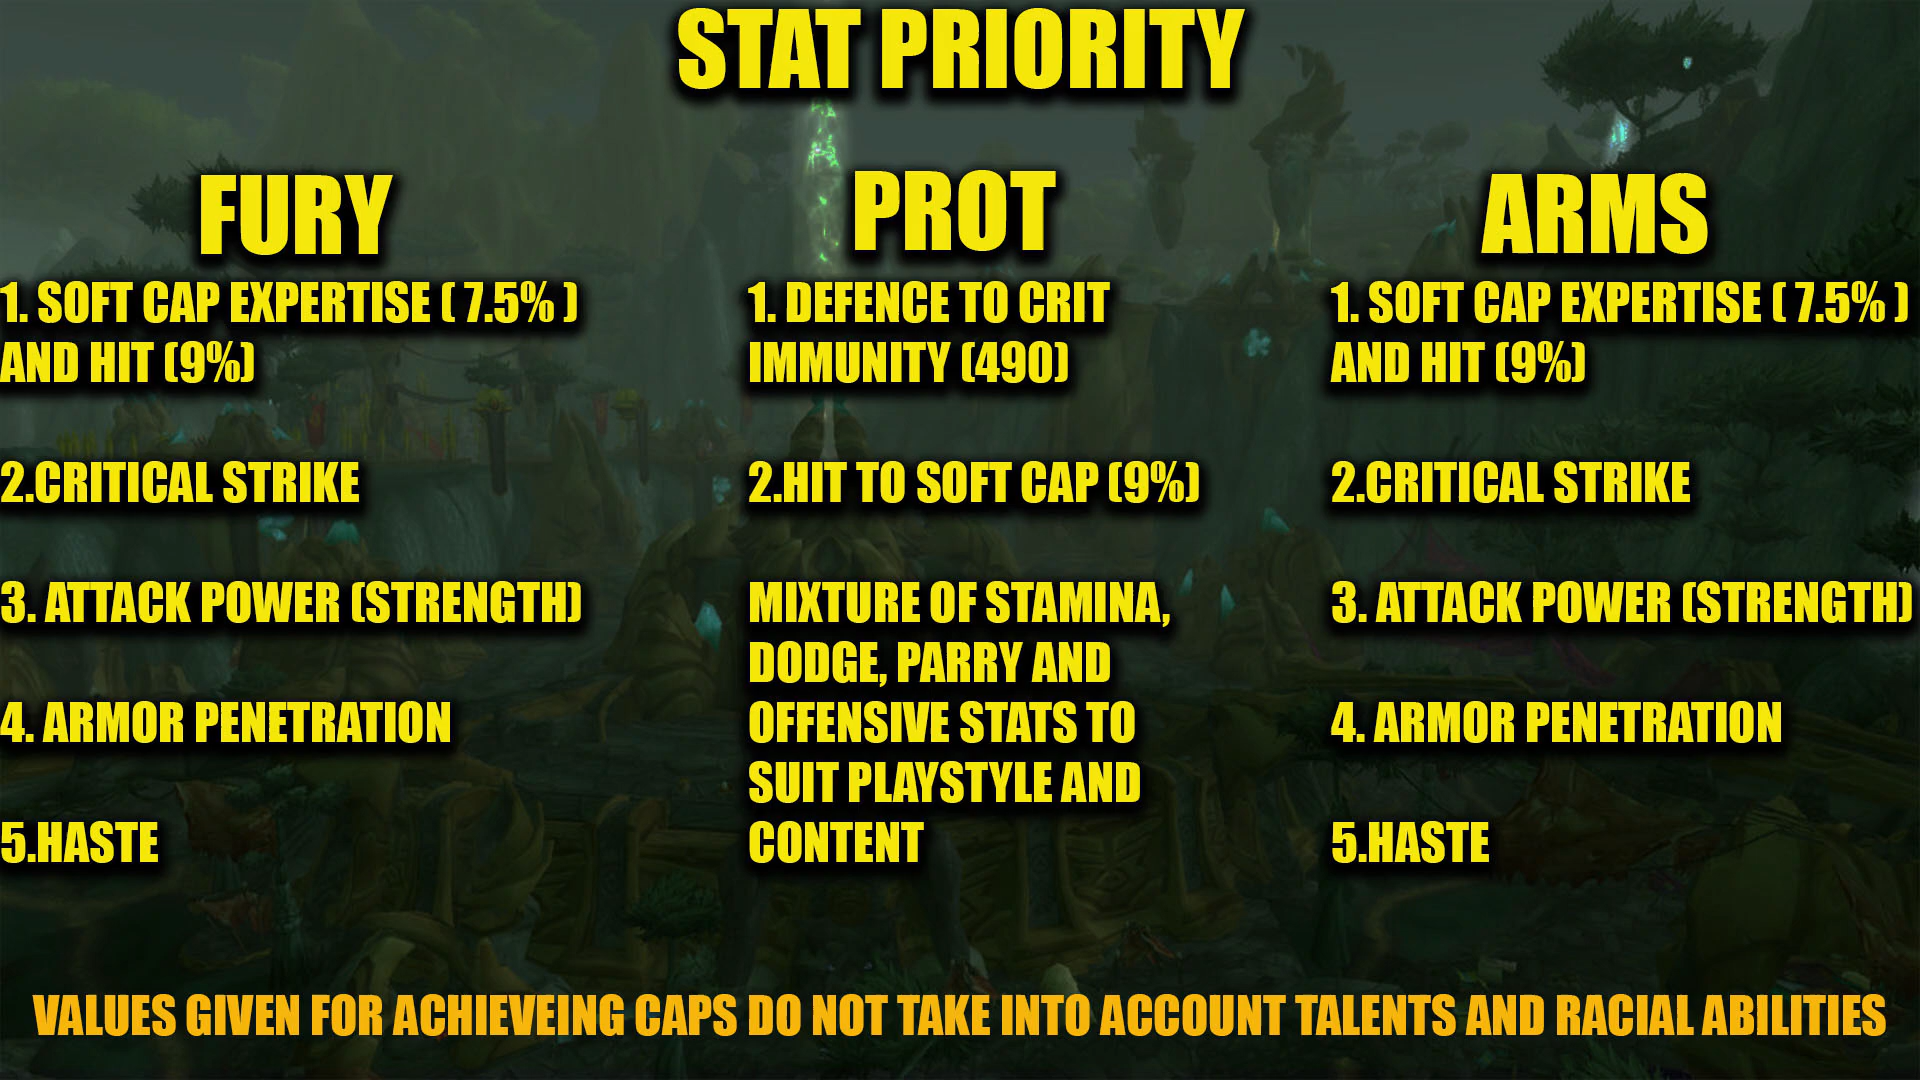 STAT PRIORITY
FURY
1. SOFT CAP EXPERTISE ( 7.5% )
AND HIT (9%)
2.CRITICAL STRIKE
3. ATTACK POWER (STRENGTH)
4. ARMOR PENETRATION
5.HASTE
PROT
1. DEFENCE TO CRIT
IMMUNITY (490)
2.HIT TO SOFT CAP (9%)
MIXTURE OF STAMINA,
DODGE, PARRY AND
OFFENSIVE STATS TO
SUIT PLAYSTYLE AND
CONTENT
ARMS
1. SOFT CAP EXPERTISE ( 7.5% )
AND HIT (9%)
2.CRITICAL STRIKE
3. ATTACK POWER (STRENGTH)
4. ARMOR PENETRATION
5.HASTE
VALUES GIVEN FOR ACHIEVEING CAPS DO NOT TAKE INTO ACCOUNT TALENTS AND RACIAL ABILITIES